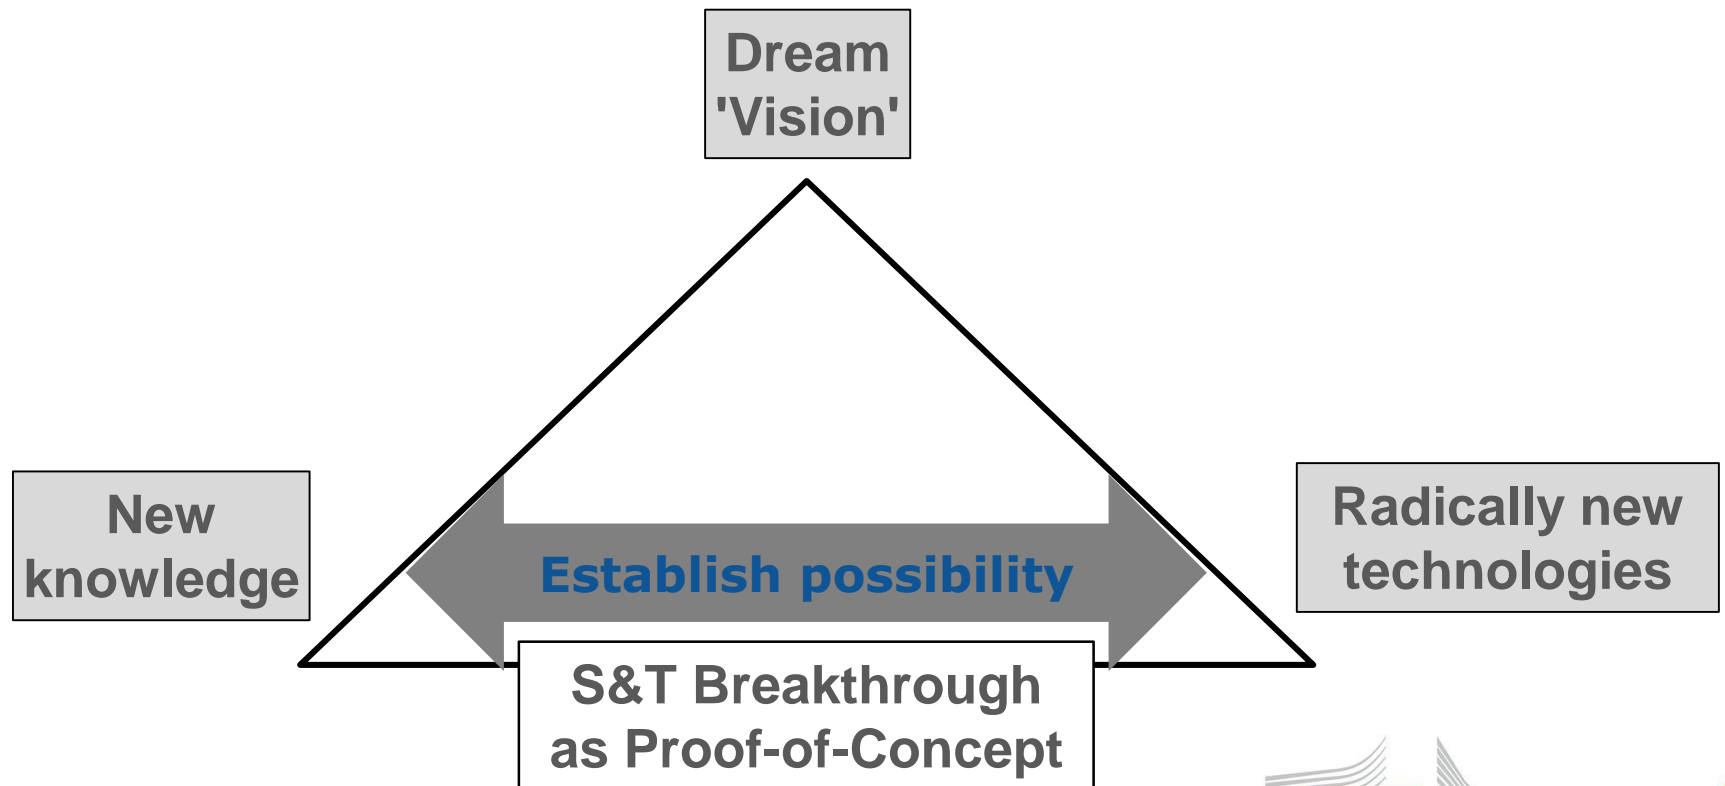 Dream
'Vision'
New
knowledge
Establish possibility
Radically new
technologies
S&T Breakthrough
as Proof-of-Concept